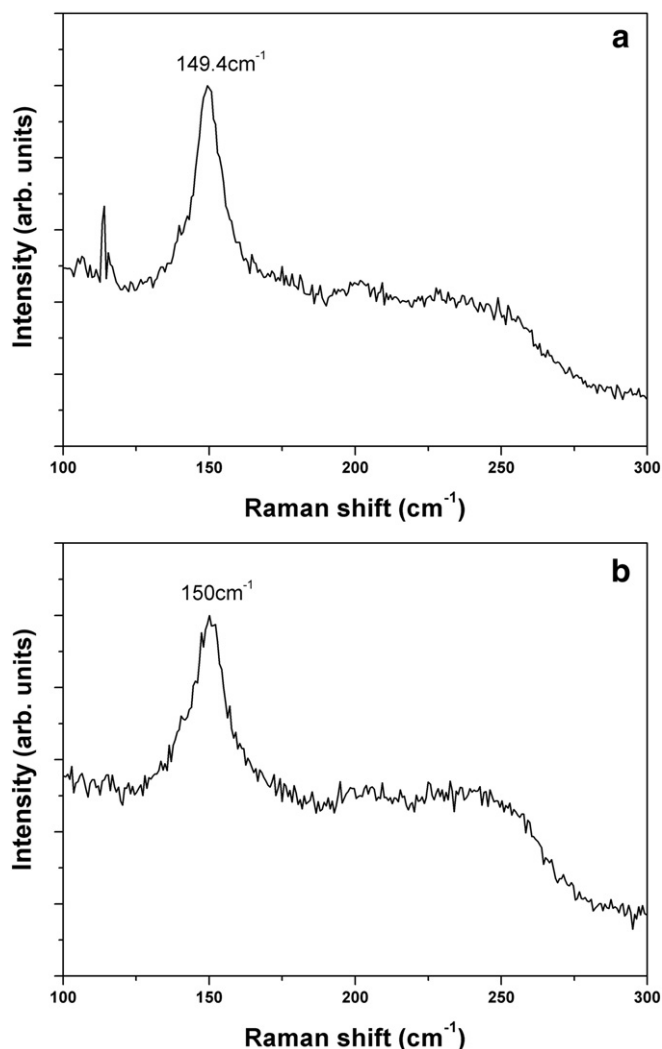 a
149.4cm⁻¹
Intensity (arb. units)
100 150 200 250 300
Raman shift (cm⁻¹)
b
150cm⁻¹
Intensity (arb. units)
100 150 200 250 300
Raman shift (cm⁻¹)